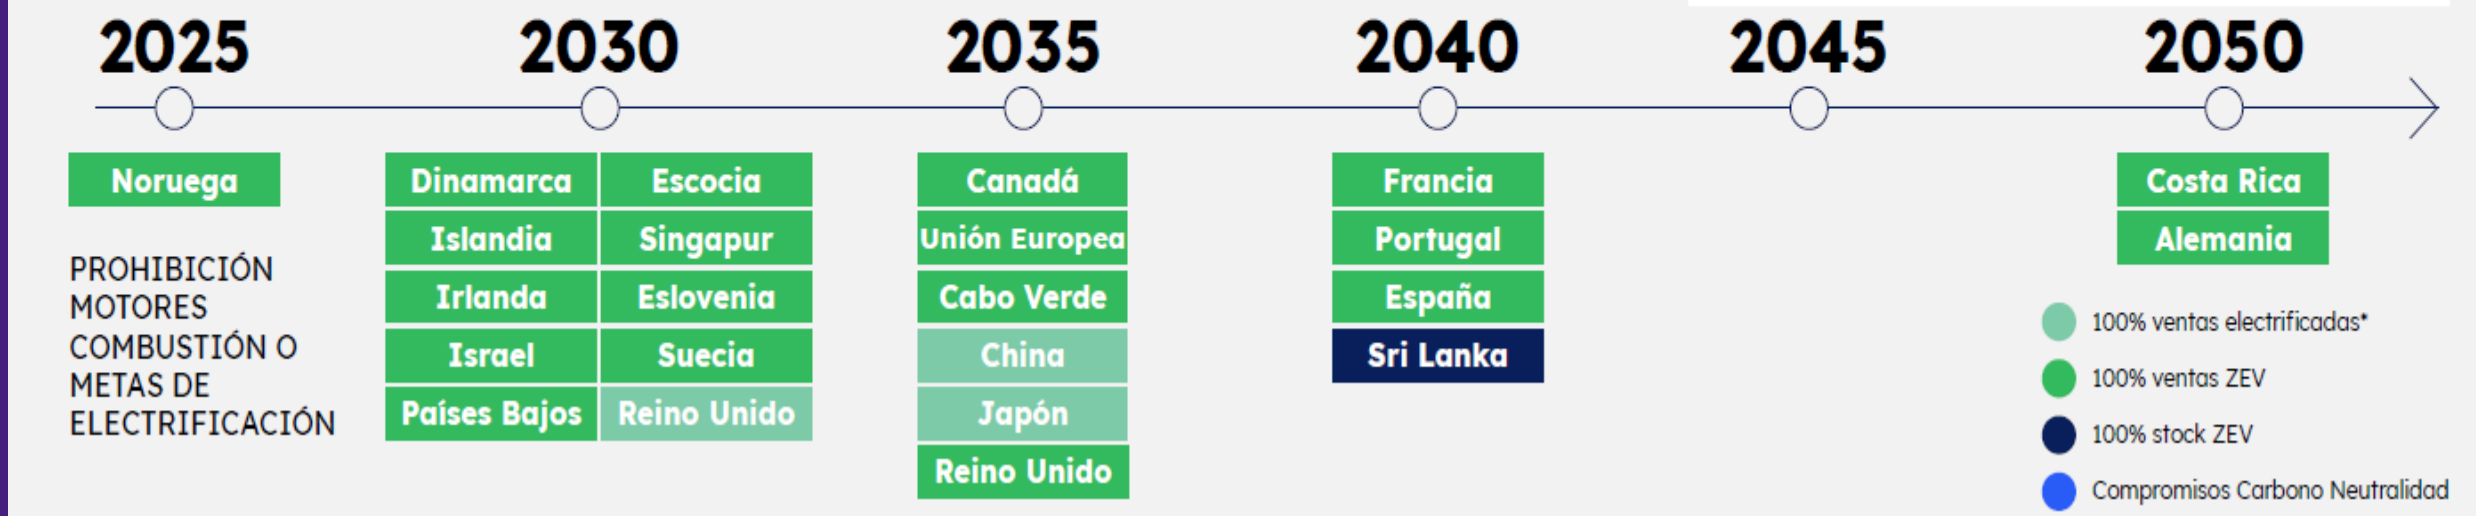 2025
2030
2035
2040
2045
2050
Noruega
PROHIBICIÓN
MOTORES
COMBUSTIÓN O
METAS DE
ELECTRIFICACIÓN
Dinamarca
Islandia
Irlanda
Israel
Países Bajos
Escocia
Singapur
Eslovenia
Suecia
Reino Unido
Canadá
Unión Europea
Cabo Verde
China
Japón
Reino Unido
Francia
Portugal
España
Sri Lanka
Costa Rica
Alemania
100% ventas electrificadas*
100% ventas ZEV
100% stock ZEV
Compromisos Carbono Neutralidad